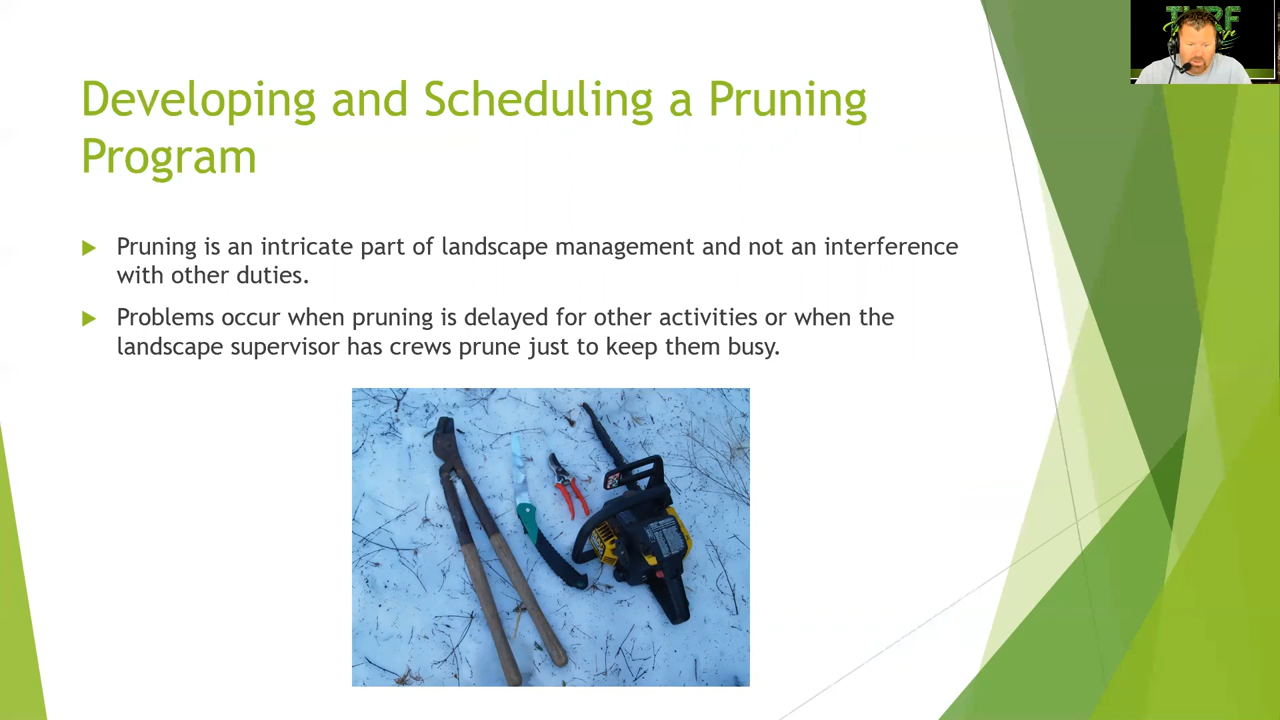 TURF
Developing and Scheduling a Pruning
Program
Pruning is an intricate part of landscape management and not an interference
with other duties.
Problems occur when pruning is delayed for other activities or when the
landscape supervisor has crews prune just to keep them busy.